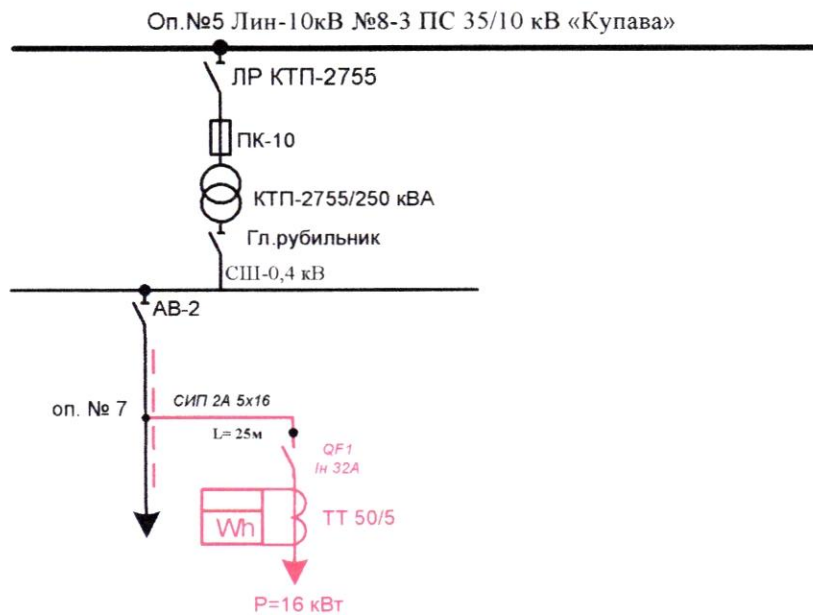 Оп.№5 Лин-10кВ №8-3 ПС 35/10 кВ «Купава»
ЛР КТП-2755
ПК-10
КТП-2755/250 кВА
Гл.рубильник
СШ-0,4 кВ
АВ-2
оп. № 7
СИП 2А 5х16
L= 25м
QF1
Iн 32А
Wh
ТТ 50/5
Р=16 кВт